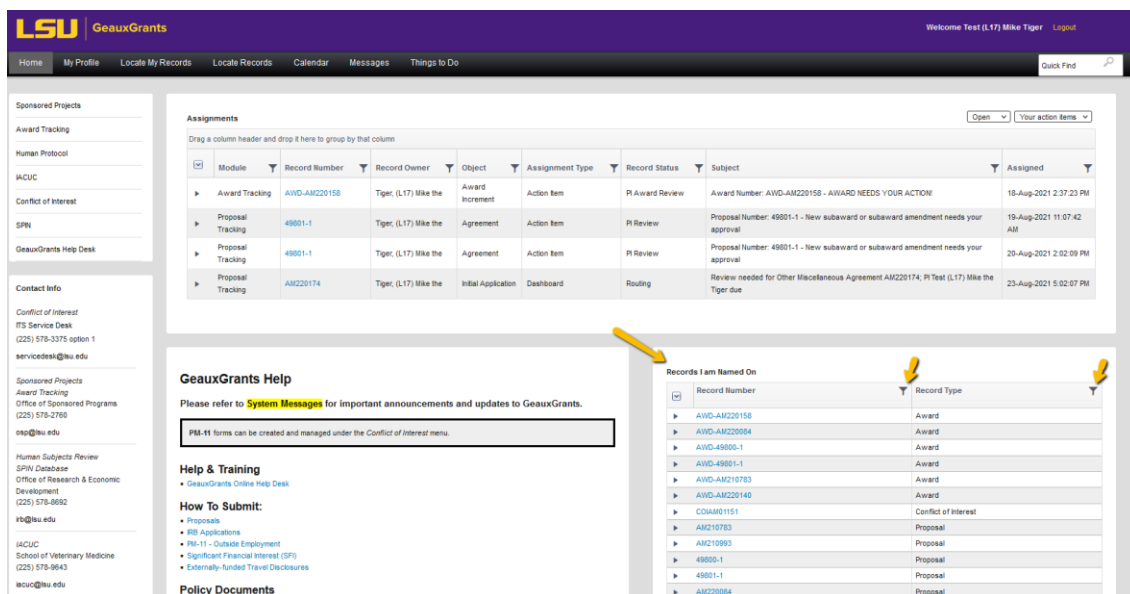 LSU GeauxGrants
Welcome Test (L17) Mike Tiger Logout
Home My Profile Locate My Records Locate Records Calendar Messages Things to Do
Quick Find
Sponsored Projects
Award Tracking
Human Protocol
IACUC
Conflict of Interest
SPIN
GeauxGrants Help Desk
Contact Info
Conflict of Interest
ITS Service Desk
(225) 578-3375 option 1
servicedesk@lsu.edu
Sponsored Projects
Award Tracking
Office of Sponsored Programs
(225) 578-2760
osp@lsu.edu
Human Subjects Review
SPIN Database
Office of Research & Economic
Development
(225) 578-8692
irb@lsu.edu
IACUC
School of Veterinary Medicine
(225) 578-9643
iacuc@lsu.edu
Assignments
Open Your action items
Drag a column header and drop it here to group by that column
Module Record Number Record Owner Object Assignment Type Record Status Subject Assigned
Award Tracking AWD-AM220158 Tiger, (L17) Mike the Award Increment Action Item PI Award Review Award Number: AWD-AM220158 - AWARD NEEDS YOUR ACTION! 18-Aug-2021 2:37:23 PM
Proposal Tracking 49801-1 Tiger, (L17) Mike the Agreement Action Item PI Review Proposal Number: 49801-1 - New subaward or subaward amendment needs your approval 19-Aug-2021 11:07:42 AM
Proposal Tracking 49801-1 Tiger, (L17) Mike the Agreement Action Item PI Review Proposal Number: 49801-1 - New subaward or subaward amendment needs your approval 20-Aug-2021 2:02:09 PM
Proposal Tracking AM220174 Tiger, (L17) Mike the Initial Application Dashboard Routing Review needed for Other Miscellaneous Agreement AM220174; PI Test (L17) Mike the Tiger due 23-Aug-2021 5:02:07 PM
GeauxGrants Help
Please refer to System Messages for important announcements and updates to GeauxGrants.
PM-11 forms can be created and managed under the Conflict of Interest menu.
Help & Training
• GeauxGrants Online Help Desk
How To Submit:
• Proposals
• IRB Applications
• PM-11 - Outside Employment
• Significant Financial Interest (SFI)
• Externally-funded Travel Disclosures
Policy Documents
Records I am Named On
Record Number Record Type
AWD-AM220158 Award
AWD-AM220084 Award
AWD-49800-1 Award
AWD-49801-1 Award
AWD-AM210783 Award
AWD-AM220140 Award
COIAM01151 Conflict of Interest
AM210783 Proposal
AM210993 Proposal
49800-1 Proposal
49801-1 Proposal
AM220084 Proposal